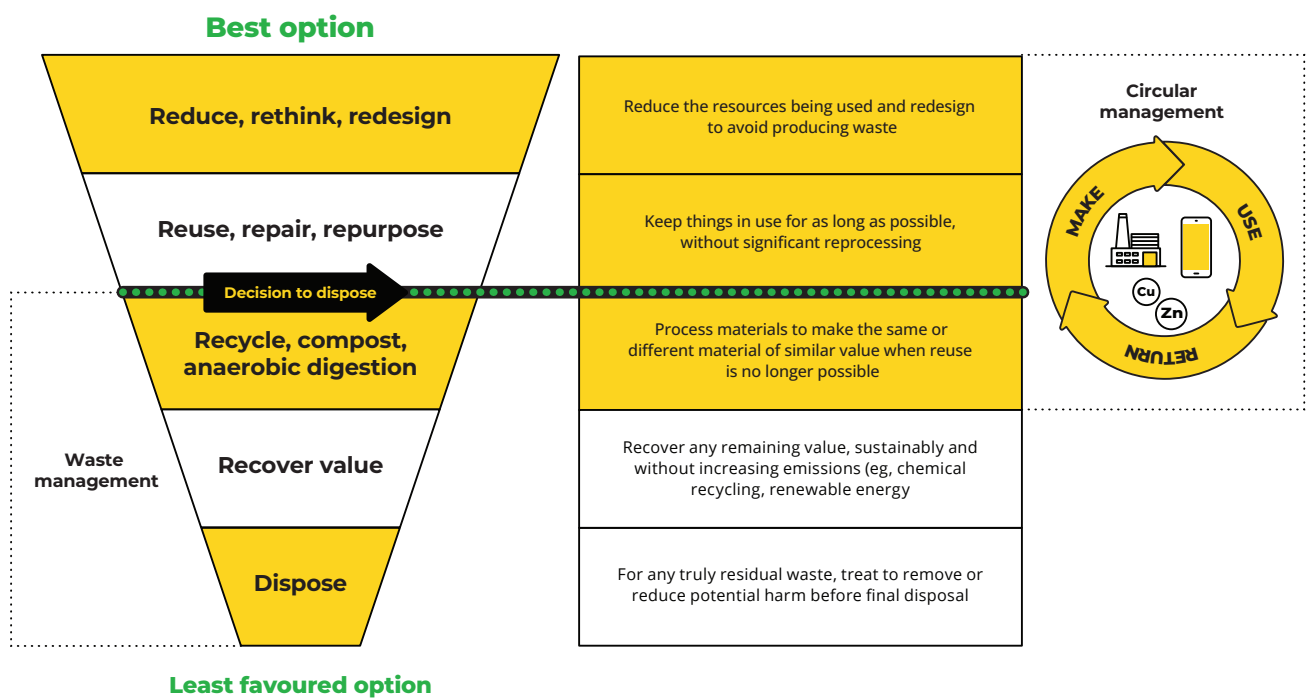 Best option
Reduce, rethink, redesign
Reduce the resources being used and redesign
to avoid producing waste
Circular
management
Reuse, repair, repurpose
Keep things in use for as long as possible,
without significant reprocessing
MAKE
USE
RETURN
Cu
Zn
Decision to dispose
Recycle, compost,
anaerobic digestion
Process materials to make the same or
different material of similar value when reuse
is no longer possible
Waste
management
Recover value
Recover any remaining value, sustainably and
without increasing emissions (eg, chemical
recycling, renewable energy
Dispose
For any truly residual waste, treat to remove or
reduce potential harm before final disposal
Least favoured option